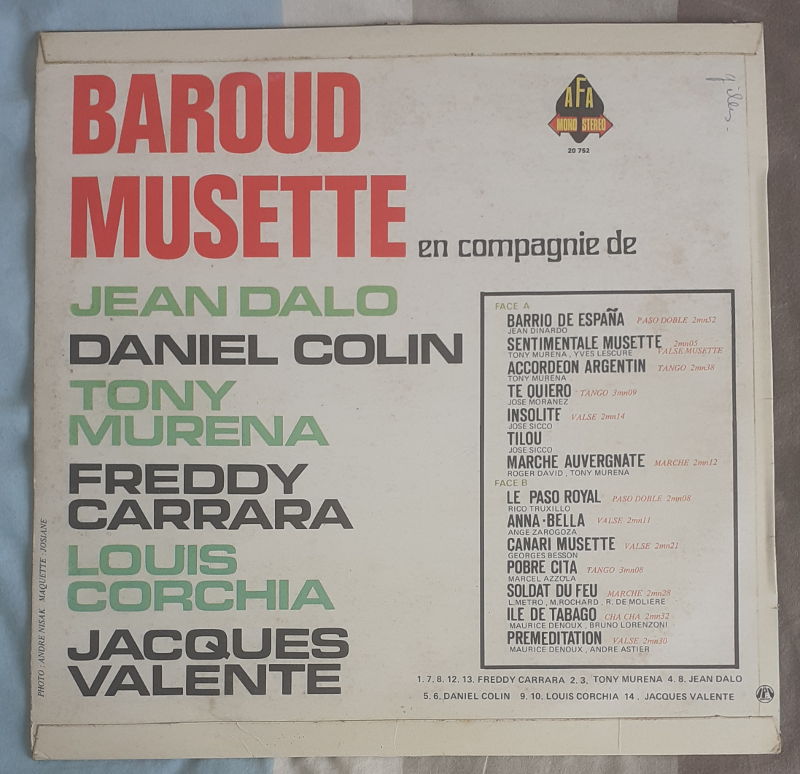 BAROUD
MUSETTE en compagnie de
AFA
MONO STEREO
20 752
JEAN DALO
DANIEL COLIN
TONY
MURENA
FREDDY
CARRARA
LOUIS
CORCHIA
JACQUES
VALENTE
FACE A
BARRIO DE ESPAÑA PASO DOBLE 2mn52
JEAN DINARDO
SENTIMENTALE MUSETTE 2mn05
TONY MURENA , YVES LESCURE VALSE MUSETTE
ACCORDEON ARGENTIN TANGO 2mn38
TONY MURENA
TE QUIERO TANGO 3mn09
JOSE MORANEZ
INSOLITE VALSE 2mn14
JOSE SICCO
TILOU
JOSE SICCO
MARCHE AUVERGNATE MARCHE 2mn12
ROGER DAVID , TONY MURENA
FACE B
LE PASO ROYAL PASO DOBLE 2mn08
RICO TRUXILLO
ANNA-BELLA VALSE 2mn11
ANGE ZAROGOZA
CANARI MUSETTE VALSE 2mn21
GEORGES BESSON
POBRE CITA TANGO 3mn08
MARCEL AZZOLA
SOLDAT DU FEU MARCHE 2mn28
L.METRO , M.ROCHARD , R. DE MOLIERE
ILE DE TABAGO CHA CHA 2mn32
MAURICE DENOUX , BRUNO LORENZONI
PREMEDITATION VALSE 2mn30
MAURICE DENOUX , ANDRE ASTIER
1.7.8.12.13. FREDDY CARRARA 2.3. TONY MURENA 4.8. JEAN DALO
5.6. DANIEL COLIN 9.10. LOUIS CORCHIA 14 . JACQUES VALENTE
PHOTO : ANDRE NISAK MAQUETTE : JOSIANE